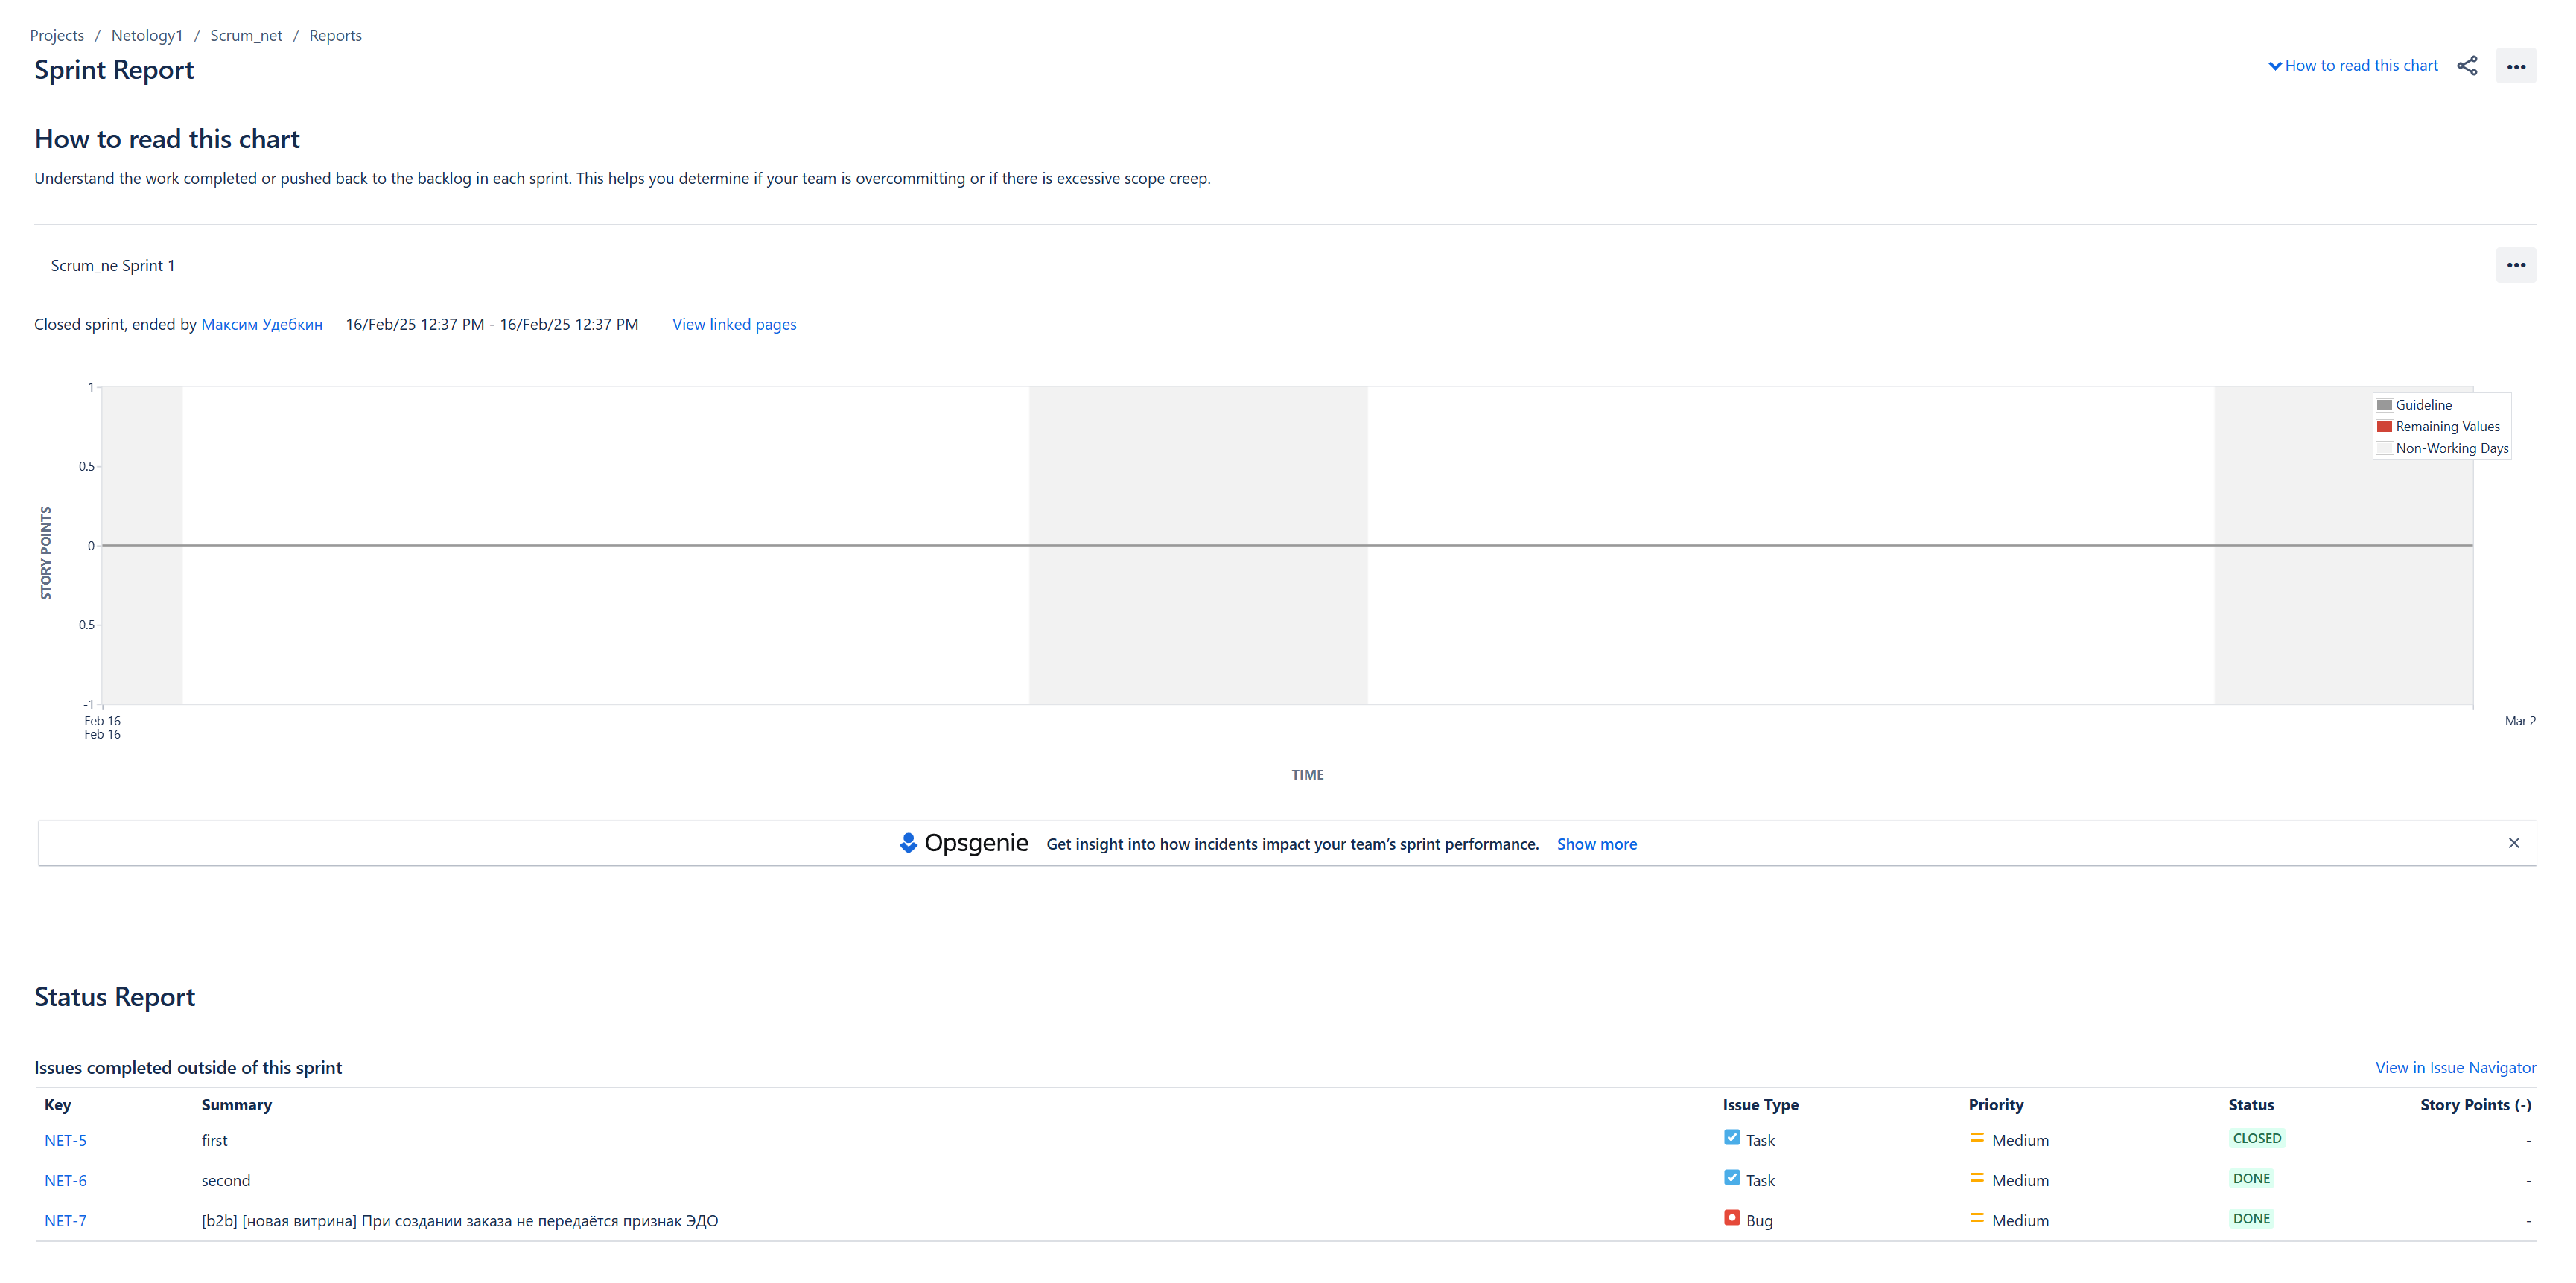 Projects / Netology1 / Scrum_net / Reports
Sprint Report
How to read this chart
How to read this chart
Understand the work completed or pushed back to the backlog in each sprint. This helps you determine if your team is overcommitting or if there is excessive scope creep.
Scrum_ne Sprint 1
Closed sprint, ended by Максим Удебкин 16/Feb/25 12:37 PM - 16/Feb/25 12:37 PM View linked pages
1
0.5
0
0.5
-1
STORY POINTS
Guideline
Remaining Values
Non-Working Days
Feb 16
Feb 16
Mar 2
TIME
Opsgenie Get insight into how incidents impact your team's sprint performance. Show more
Status Report
Issues completed outside of this sprint View in Issue Navigator
Key Summary Issue Type Priority Status Story Points (-)
NET-5 first Task Medium CLOSED -
NET-6 second Task Medium DONE -
NET-7 [b2b] [новая витрина] При создании заказа не передаётся признак ЭДО Bug Medium DONE -